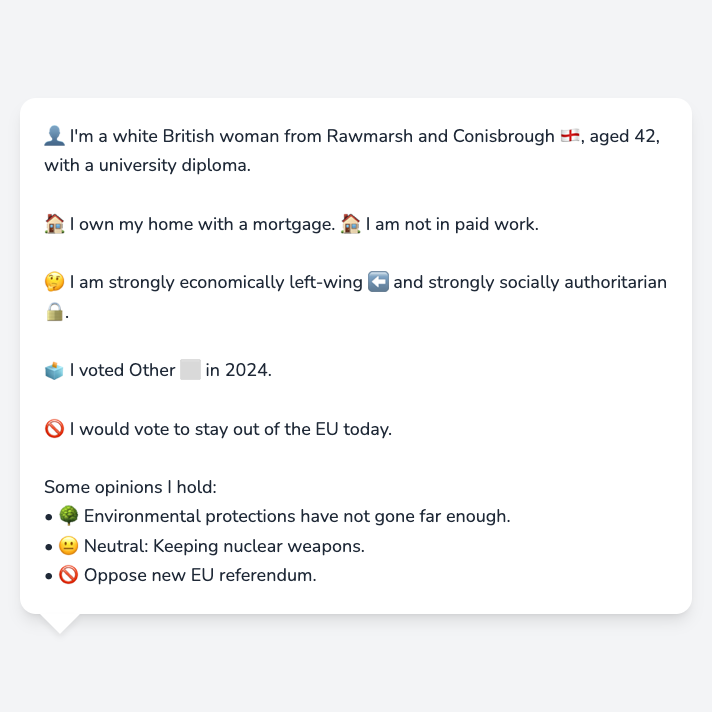 👤 I'm a white British woman from Rawmarsh and Conisbrough 🏴󠁧󠁢󠁥󠁮󠁧󠁿, aged 42,
with a university diploma.
🏠 I own my home with a mortgage. 🏠 I am not in paid work.
🤔 I am strongly economically left-wing ⬅️ and strongly socially authoritarian
🔒.
🗳️ I voted Other ⬜ in 2024.
🚫 I would vote to stay out of the EU today.
Some opinions I hold:
• 🌳 Environmental protections have not gone far enough.
• 😐 Neutral: Keeping nuclear weapons.
• 🚫 Oppose new EU referendum.